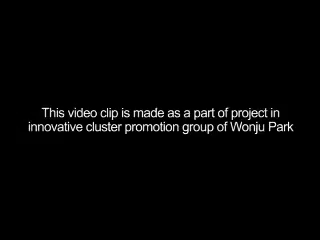 This video clip is made as a part of project in
innovative cluster promotion group of Wonju Park